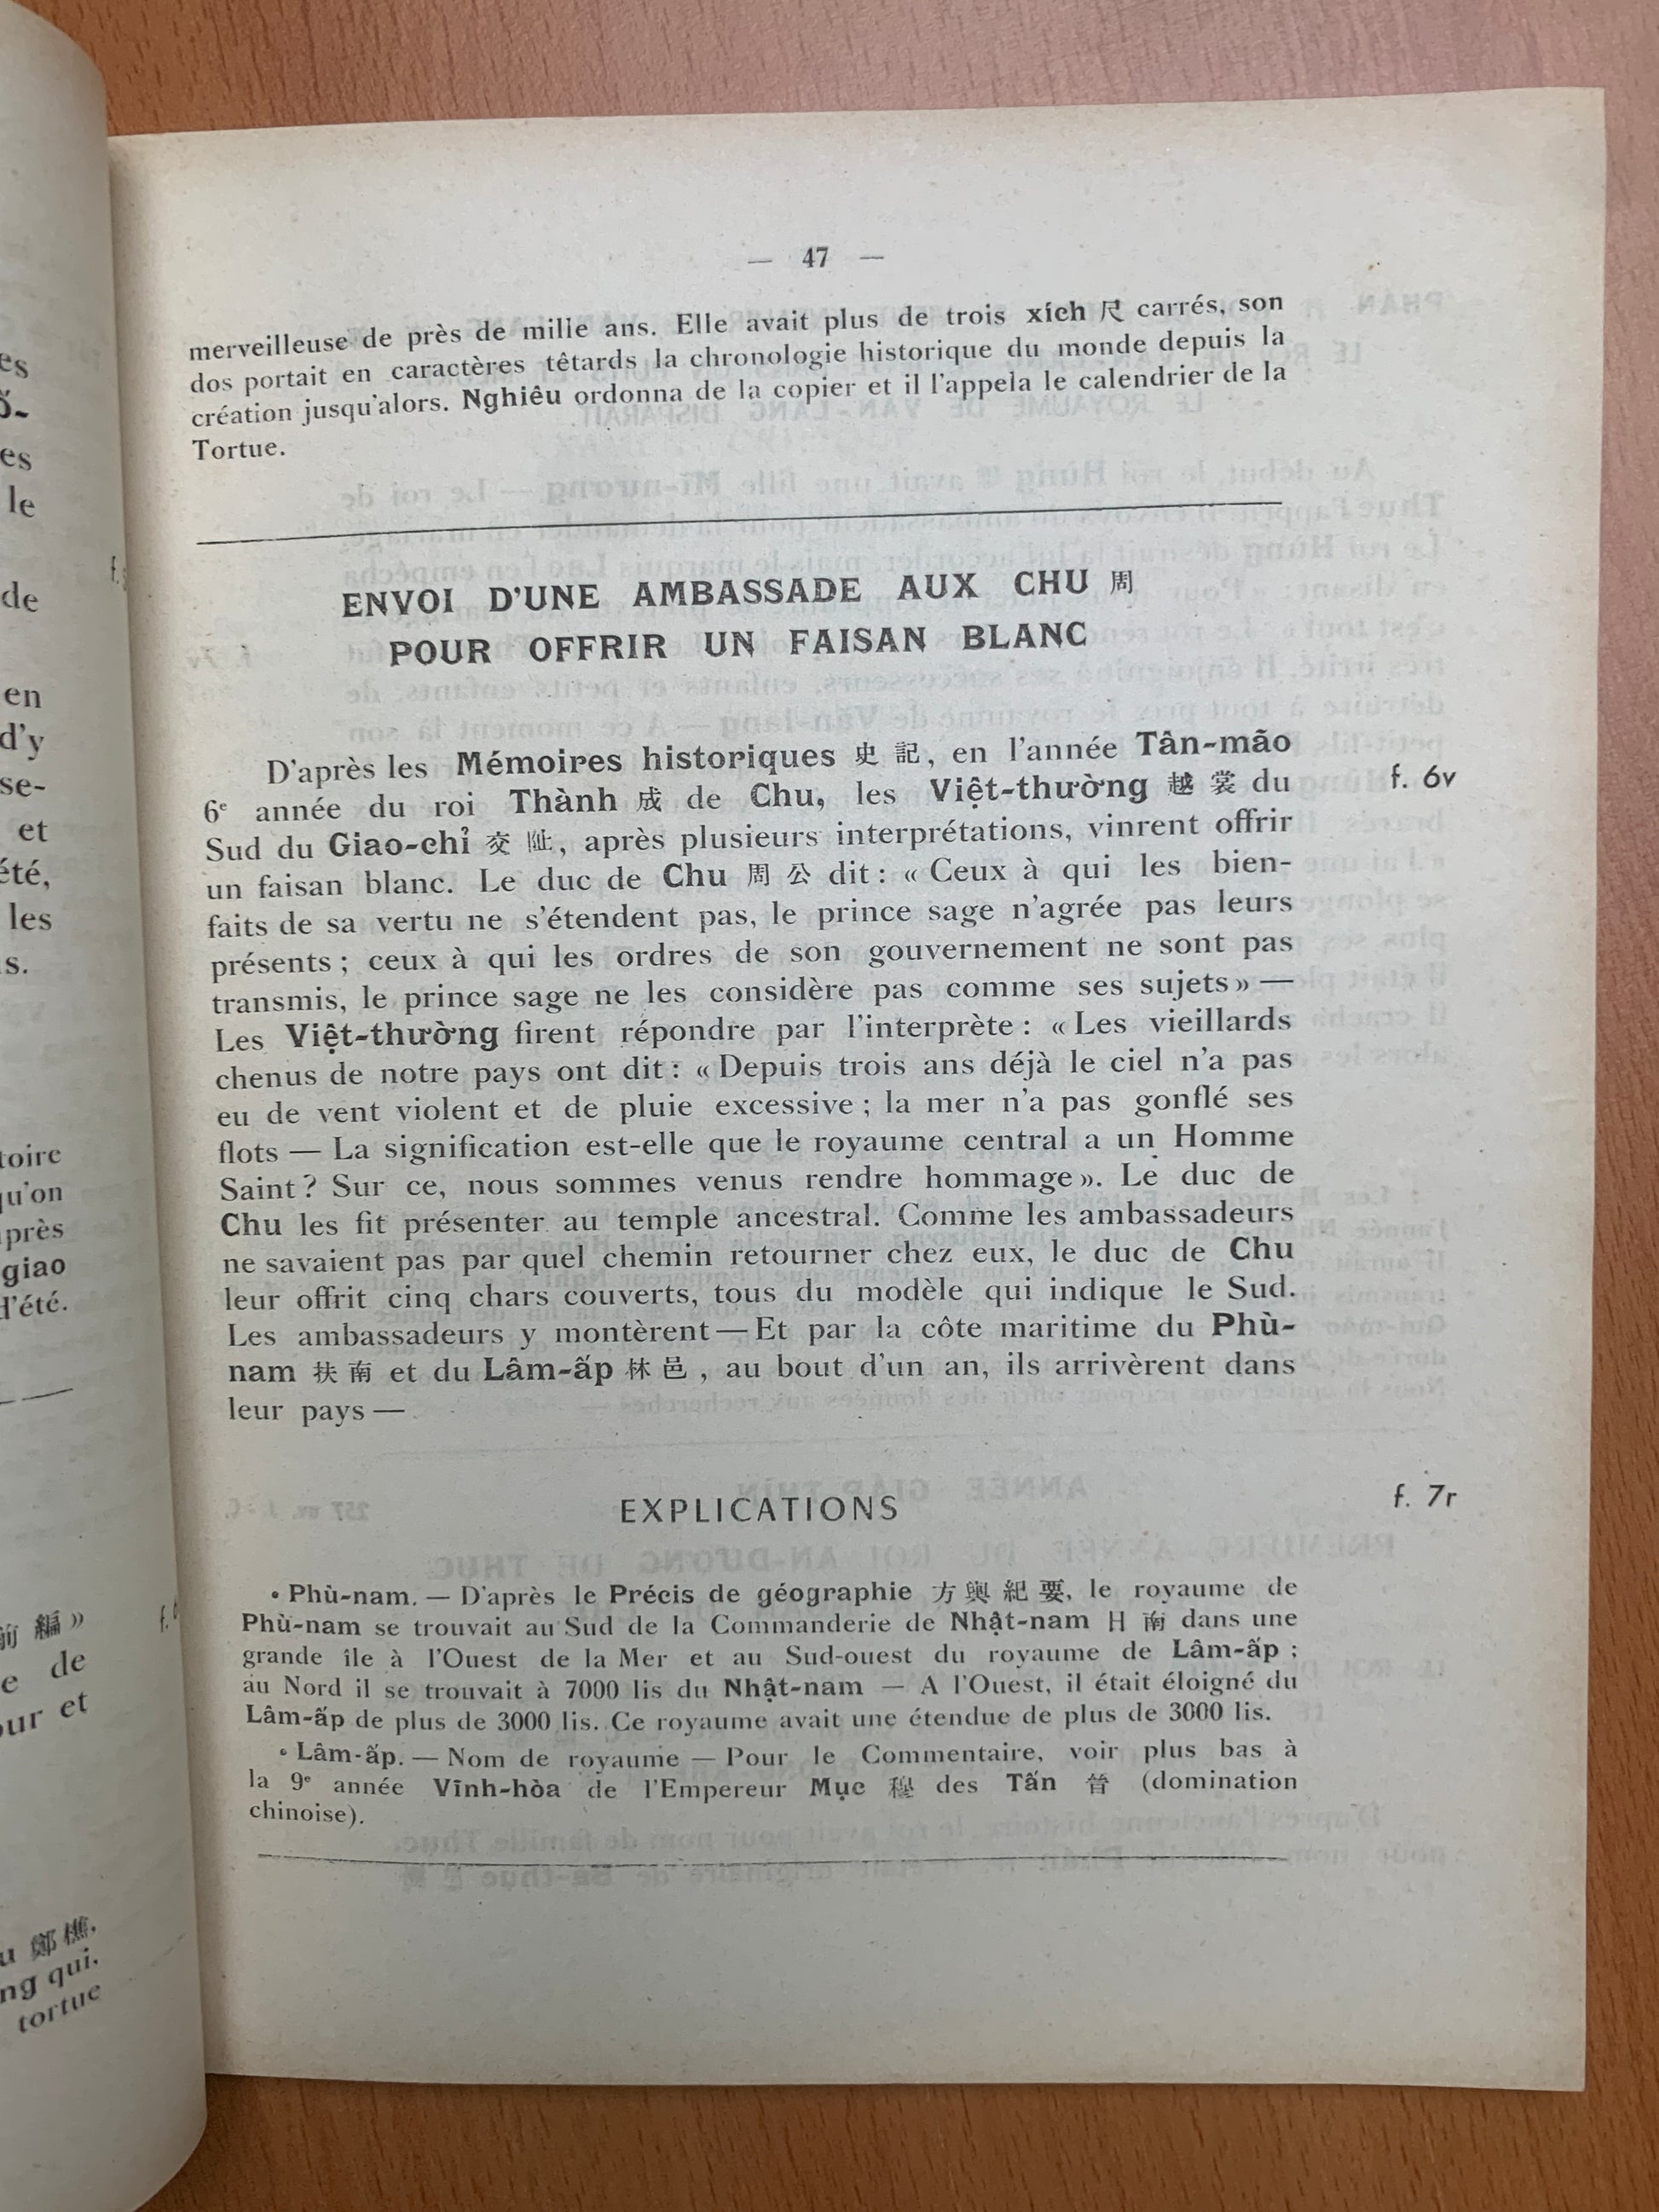 — 47 —
merveilleuse de près de mille ans. Elle avait plus de trois xích 尺 carrés, son
dos portait en caractères têtards la chronologie historique du monde depuis la
création jusqu'alors. Nghiêu ordonna de la copier et il l'appela le calendrier de la
Tortue.
ENVOI D'UNE AMBASSADE AUX CHU 周
POUR OFFRIR UN FAISAN BLANC
D'après les Mémoires historiques 史 記, en l'année Tân-mão
6e année du roi Thành 成 de Chu, les Việt-thường 越 裳 du
f. 6v
Sud du Giao-chỉ 交 阯, après plusieurs interprétations, vinrent offrir
un faisan blanc. Le duc de Chu 周 公 dit : « Ceux à qui les bien-
faits de sa vertu ne s'étendent pas, le prince sage n'agrée pas leurs
présents ; ceux à qui les ordres de son gouvernement ne sont pas
transmis, le prince sage ne les considère pas comme ses sujets » —
Les Việt-thường firent répondre par l'interprète : « Les vieillards
chenus de notre pays ont dit : « Depuis trois ans déjà le ciel n'a pas
eu de vent violent et de pluie excessive ; la mer n'a pas gonflé ses
flots — La signification est-elle que le royaume central a un Homme
Saint ? Sur ce, nous sommes venus rendre hommage ». Le duc de
Chu les fit présenter au temple ancestral. Comme les ambassadeurs
ne savaient pas par quel chemin retourner chez eux, le duc de Chu
leur offrit cinq chars couverts, tous du modèle qui indique le Sud.
Les ambassadeurs y montèrent — Et par la côte maritime du Phù-
nam 扶 南 et du Lâm-ấp 林 邑 , au bout d'un an, ils arrivèrent dans
leur pays —
EXPLICATIONS
f. 7r
• Phù-nam. — D'après le Précis de géographie 方 輿 紀 要, le royaume de
Phù-nam se trouvait au Sud de la Commanderie de Nhật-nam 日 南 dans une
grande île à l'Ouest de la Mer et au Sud-ouest du royaume de Lâm-ấp ;
au Nord il se trouvait à 7000 lis du Nhật-nam — A l'Ouest, il était éloigné du
Lâm-ấp de plus de 3000 lis. Ce royaume avait une étendue de plus de 3000 lis.
• Lâm-ấp. — Nom de royaume — Pour le Commentaire, voir plus bas à
la 9e année Vĩnh-hòa de l'Empereur Mục 穆 des Tấn 晉 (domination
chinoise).